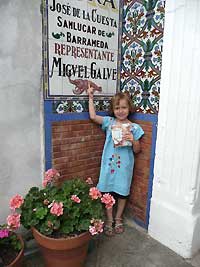 JOSÉ DE LA CUESTA
SANLUCAR DE
BARRAMEDA
REPRESENTANTE
MIGUEL GALVE